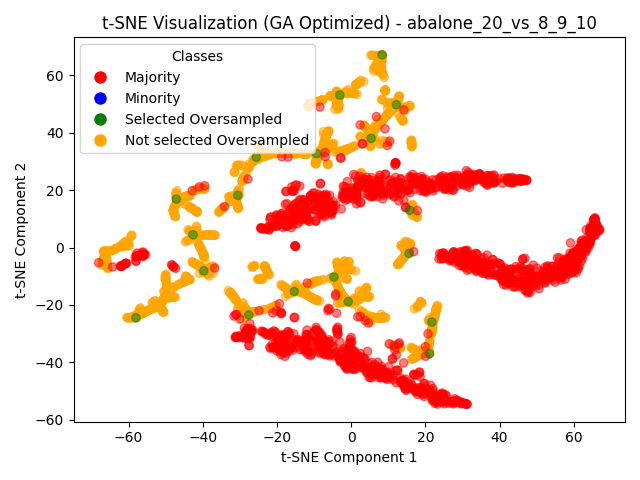 t-SNE Visualization (GA Optimized) - abalone_20_vs_8_9_10
Classes
Majority
Minority
Selected Oversampled
Not selected Oversampled
t-SNE Component 2
60
40
20
0
−20
−40
−60
−60 −40 −20 0 20 40 60
t-SNE Component 1